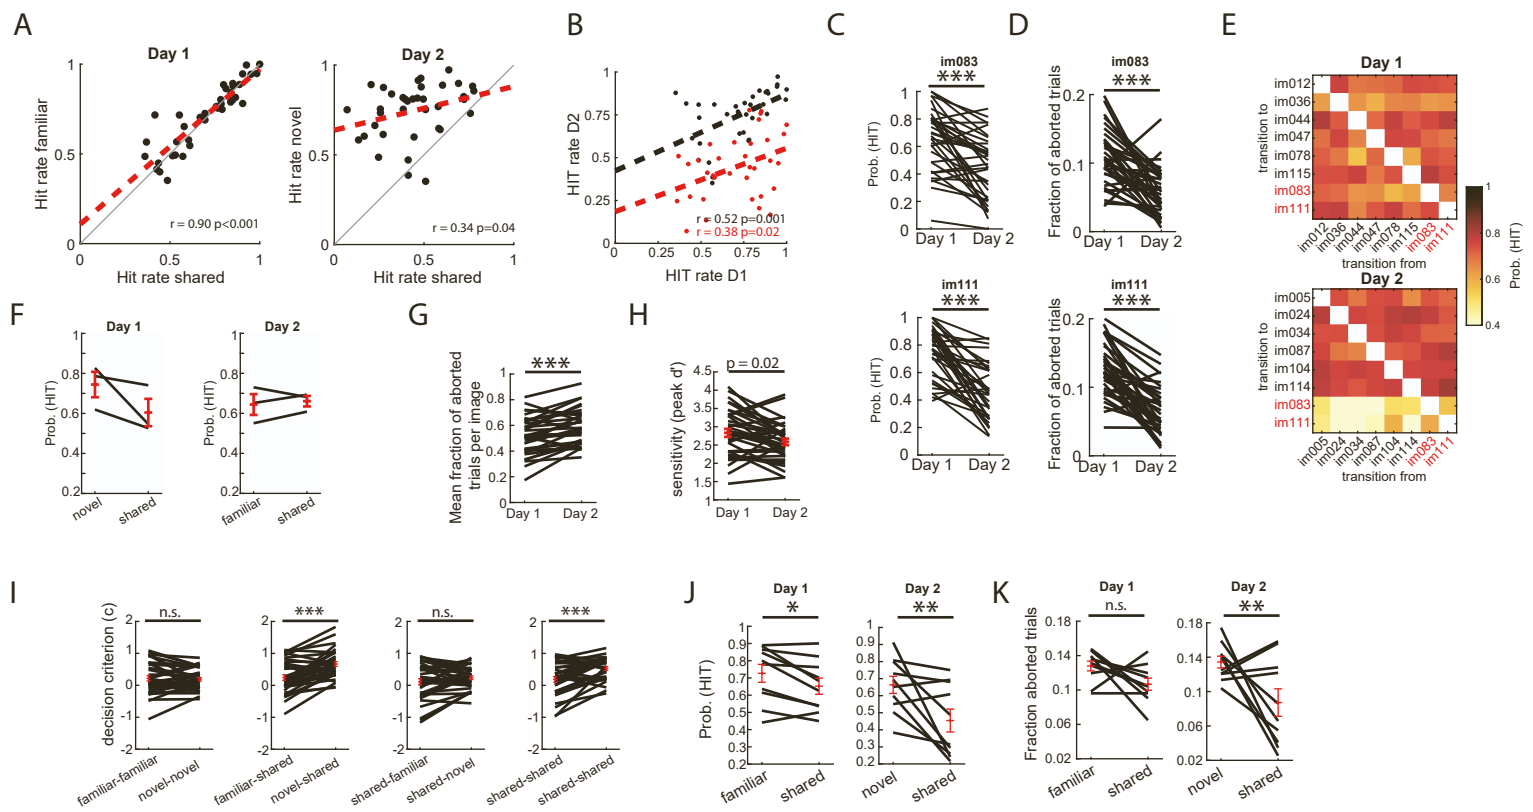 A
Day 1
Hit rate familiar
1
0.5
0
r = 0.90 p<0.001
0
0.5
1
Hit rate shared
Day 2
Hit rate novel
1
0.5
0
r = 0.34 p=0.04
0
0.5
1
Hit rate shared
B
HIT rate D2
1
0.75
0.5
0.25
0
r = 0.52 p=0.001
r = 0.38 p=0.02
0
0.25
0.5
0.75
1
HIT rate D1
C
im083
***
Prob. (HIT)
1
0.8
0.6
0.4
0.2
0
Day 1
Day 2
im111
***
Prob. (HIT)
1
0.8
0.6
0.4
0.2
0
Day 1
Day 2
D
im083
***
Fraction of aborted trials
0.2
0.1
0
Day 1
Day 2
im111
***
Fraction of aborted trials
0.2
0.1
0
Day 1
Day 2
E
Day 1
transition to
im012
im036
im044
im047
im078
im115
im083
im111
im012
im036
im044
im047
im078
im115
im083
im111
transition from
Day 2
transition to
im005
im024
im034
im087
im104
im114
im083
im111
im005
im024
im034
im087
im104
im114
im083
im111
transition from
1
0.8
0.6
0.4
Prob. (HIT)
F
Day 1
Prob. (HIT)
1
0.8
0.6
0.4
0.2
novel
shared
Day 2
Prob. (HIT)
1
0.8
0.6
0.4
0.2
familiar
shared
G
***
Mean fraction of aborted
trials per image
1
0.8
0.6
0.4
0.2
0
Day 1
Day 2
H
p = 0.02
sensitivity (peak d')
4.5
4
3.5
3
2.5
2
1.5
1
Day 1
Day 2
I
decision criterion (c)
n.s.
2
1
0
-1
-2
familiar-familiar
novel-novel
***
2
1
0
-1
-2
familiar-shared
novel-shared
n.s.
2
1
0
-1
-2
shared-familiar
shared-novel
***
2
1
0
-1
-2
shared-shared
shared-shared
J
Day 1
*
Prob. (HIT)
1
0.9
0.8
0.7
0.6
0.5
0.4
0.3
0.2
familiar
shared
Day 2
**
1
0.9
0.8
0.7
0.6
0.5
0.4
0.3
0.2
novel
shared
K
Day 1
n.s.
Fraction aborted trials
0.18
0.14
0.1
0.06
0.02
familiar
shared
Day 2
**
0.18
0.14
0.1
0.06
0.02
novel
shared